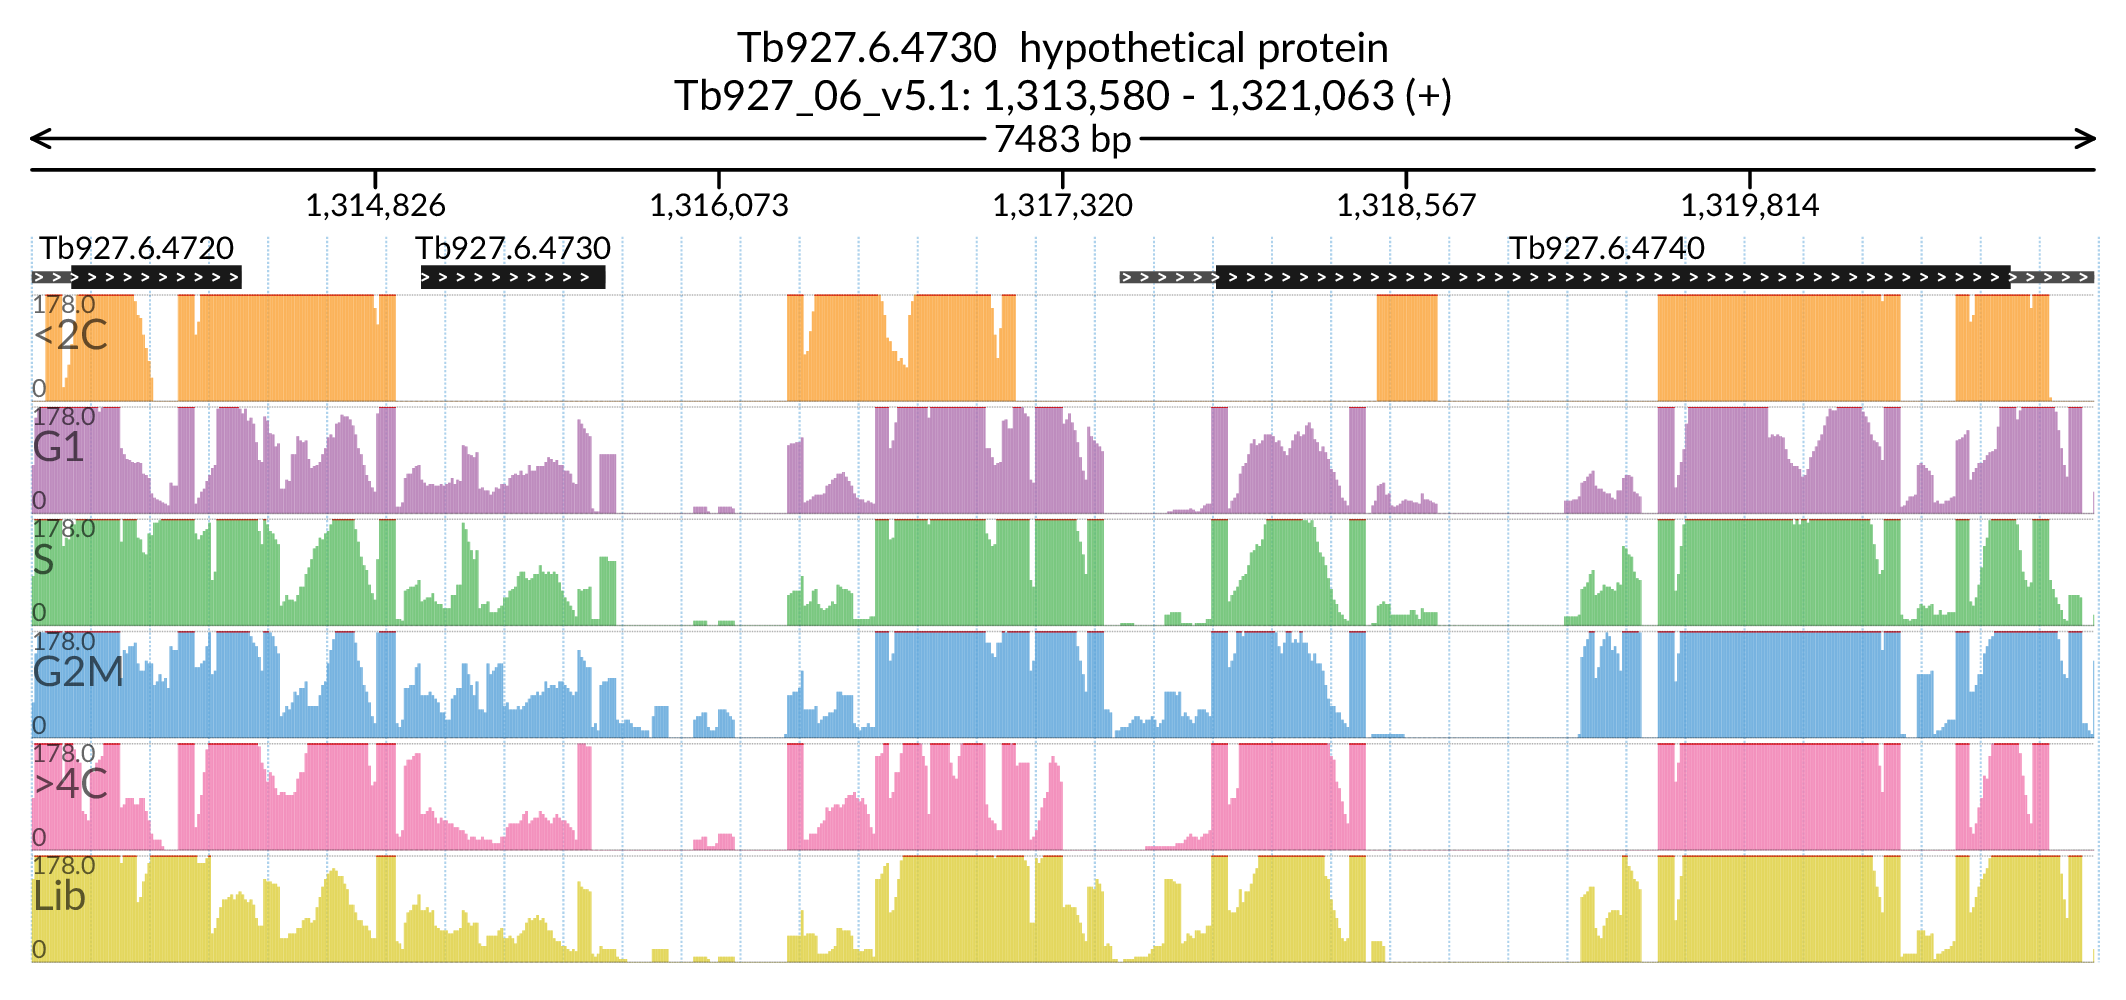 Tb927.6.4730  hypothetical protein
Tb927_06_v5.1: 1,313,580 - 1,321,063 (+)
7483 bp
1,314,826 1,316,073 1,317,320 1,318,567 1,319,814
Tb927.6.4720 Tb927.6.4730 Tb927.6.4740
178.0
<2C
0
178.0
G1
0
178.0
S
0
178.0
G2M
0
178.0
>4C
0
178.0
Lib
0